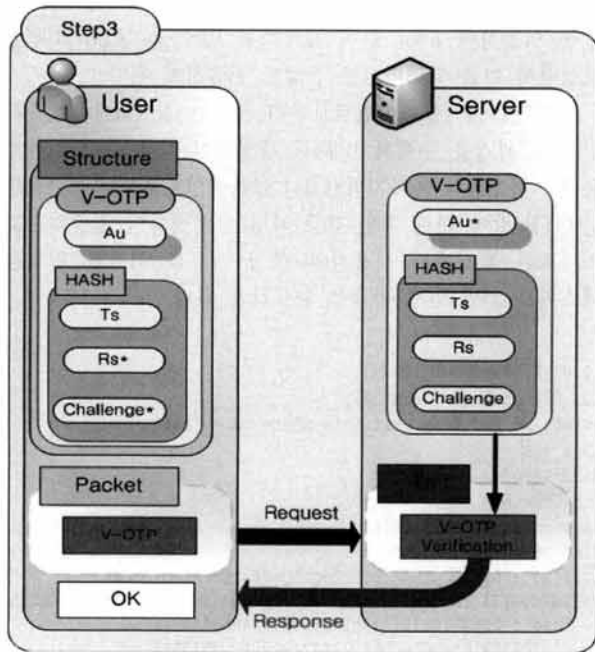 Step3
User
Structure
V-OTP
Au
HASH
Ts
Rs*
Challenge*
Packet
V-OTP
OK
Request
Response
Server
V-OTP
Au*
HASH
Ts
Rs
Challenge
V-OTP
Verification